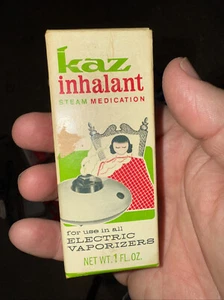 kaz
inhalant
STEAM MEDICATION
for use in all
ELECTRIC
VAPORIZERS
NET WT. 1 FL. OZ.